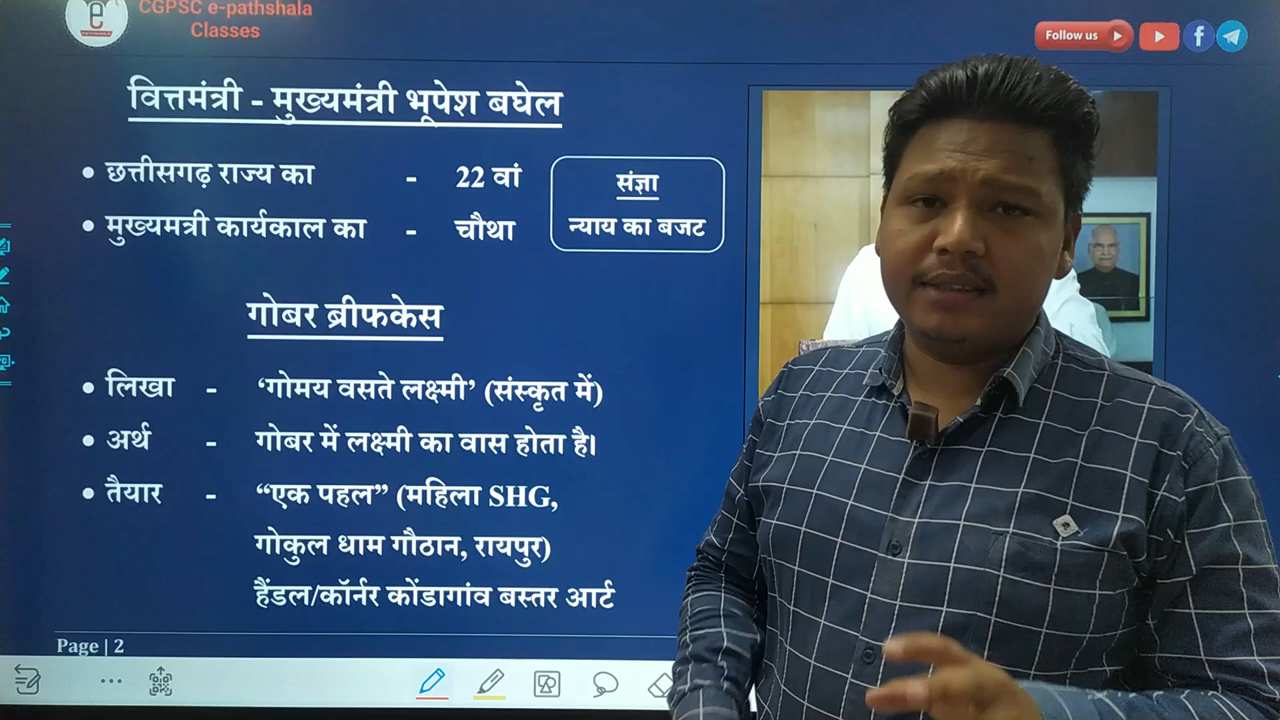 CGPSC e-pathshala
Classes
Follow us
वित्तमंत्री - मुख्यमंत्री भूपेश बघेल
• छत्तीसगढ़ राज्य का - 22 वां
• मुख्यमत्री कार्यकाल का - चौथा
संज्ञा
न्याय का बजट
गोबर ब्रीफकेस
• लिखा - ‘गोमय वसते लक्ष्मी’ (संस्कृत में)
• अर्थ - गोबर में लक्ष्मी का वास होता है।
• तैयार - “एक पहल” (महिला SHG,
गोकुल धाम गौठान, रायपुर)
हैंडल/कॉर्नर कोंडागांव बस्तर आर्ट
Page | 2